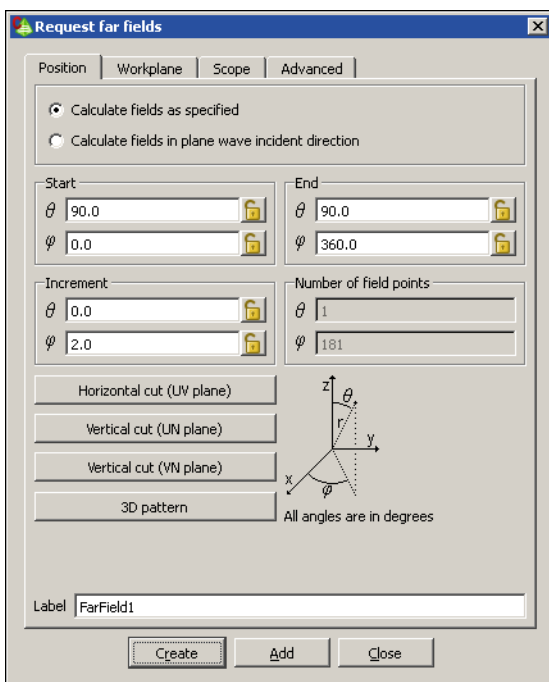 Request far fields
Position Workplane Scope Advanced
Calculate fields as specified
Calculate fields in plane wave incident direction
Start
θ 90.0
φ 0.0
End
θ 90.0
φ 360.0
Increment
θ 0.0
φ 2.0
Number of field points
θ 1
φ 181
Horizontal cut (UV plane)
Vertical cut (UN plane)
Vertical cut (VN plane)
3D pattern
z
θ
r
y
x
φ
All angles are in degrees
Label FarField1
Create Add Close